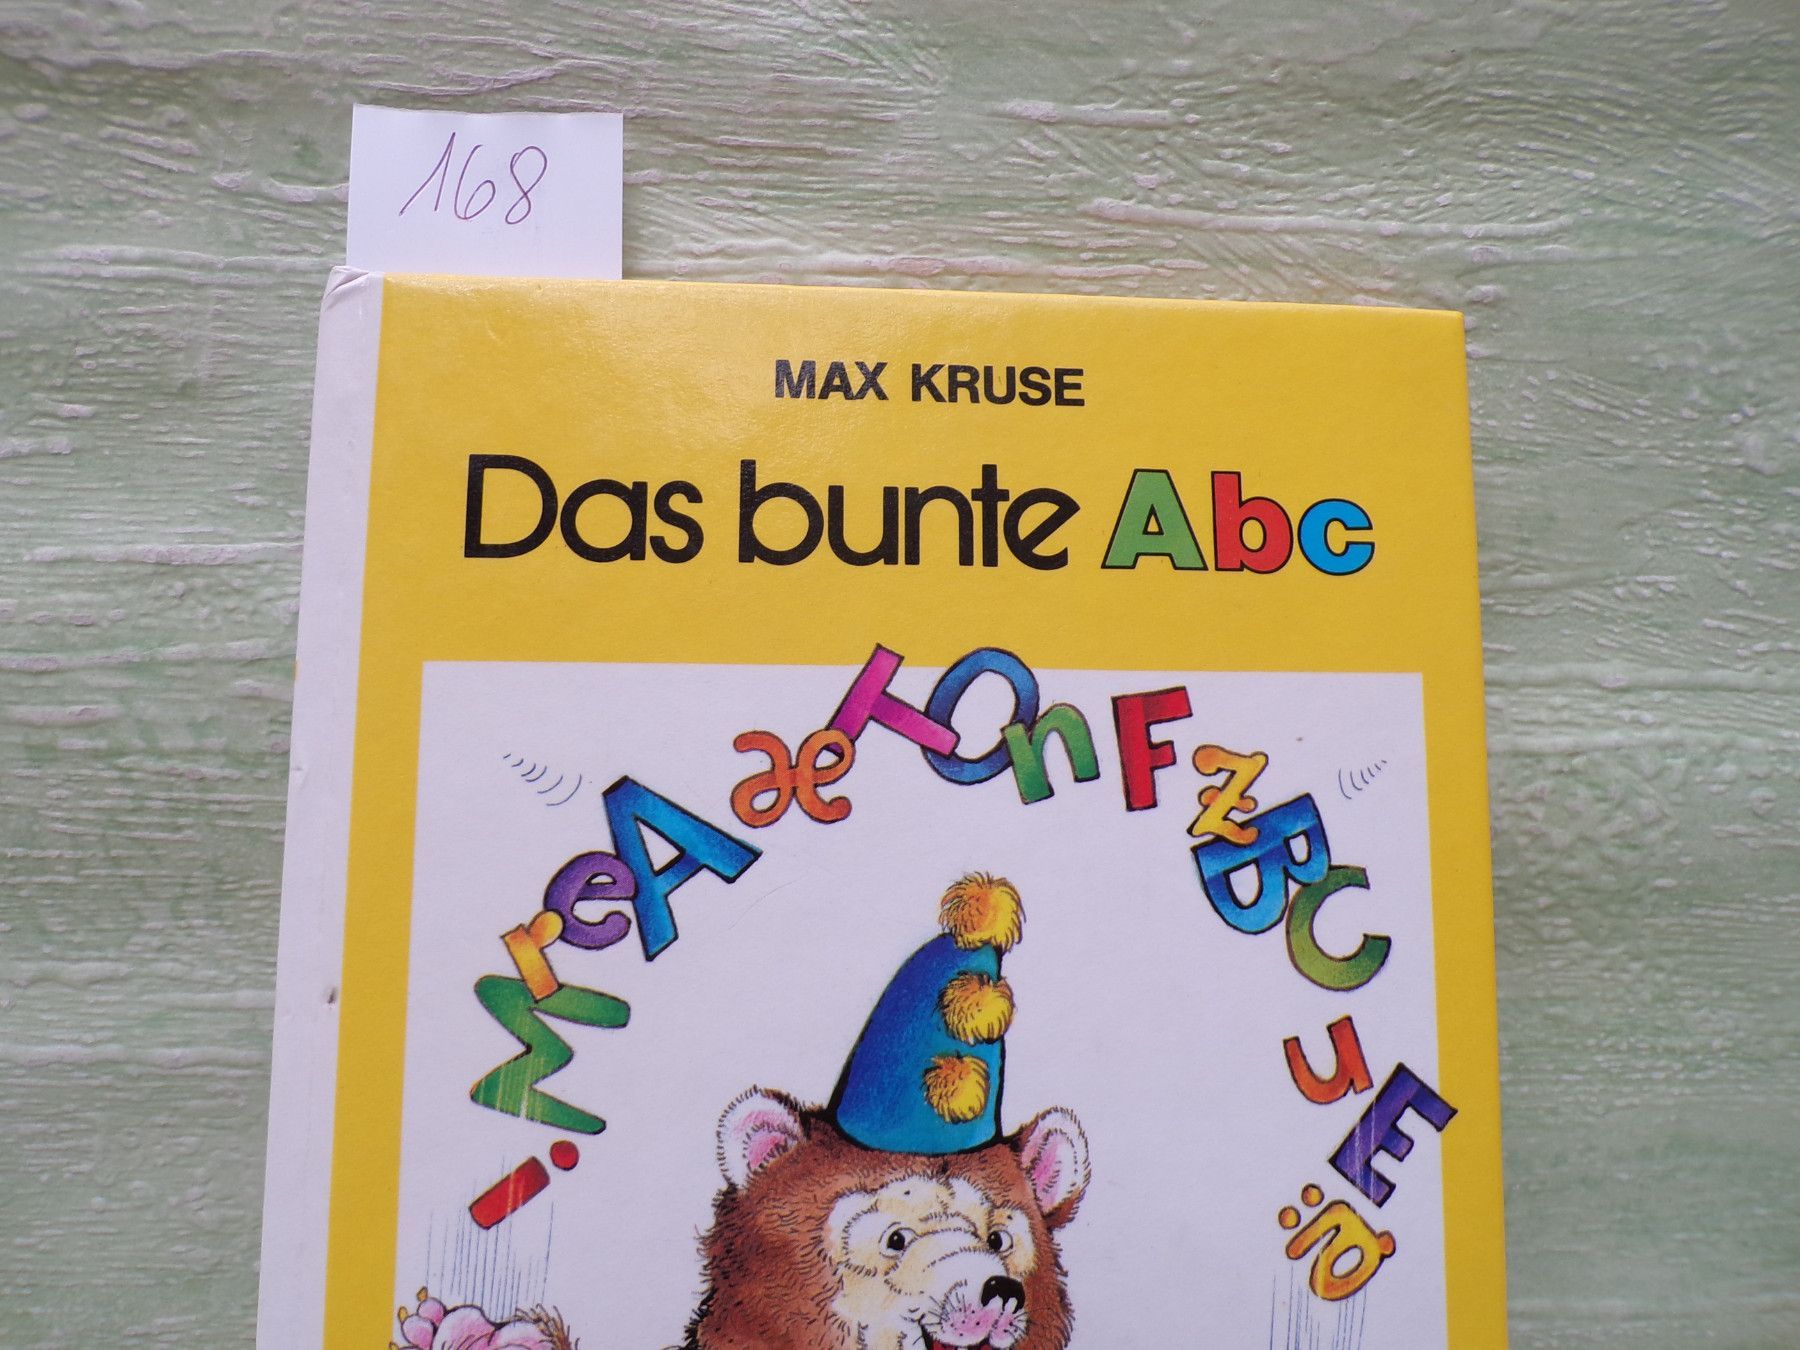 168
MAX KRUSE
Das bunte Abc
i M r e A æ T O n F z B C u E ä